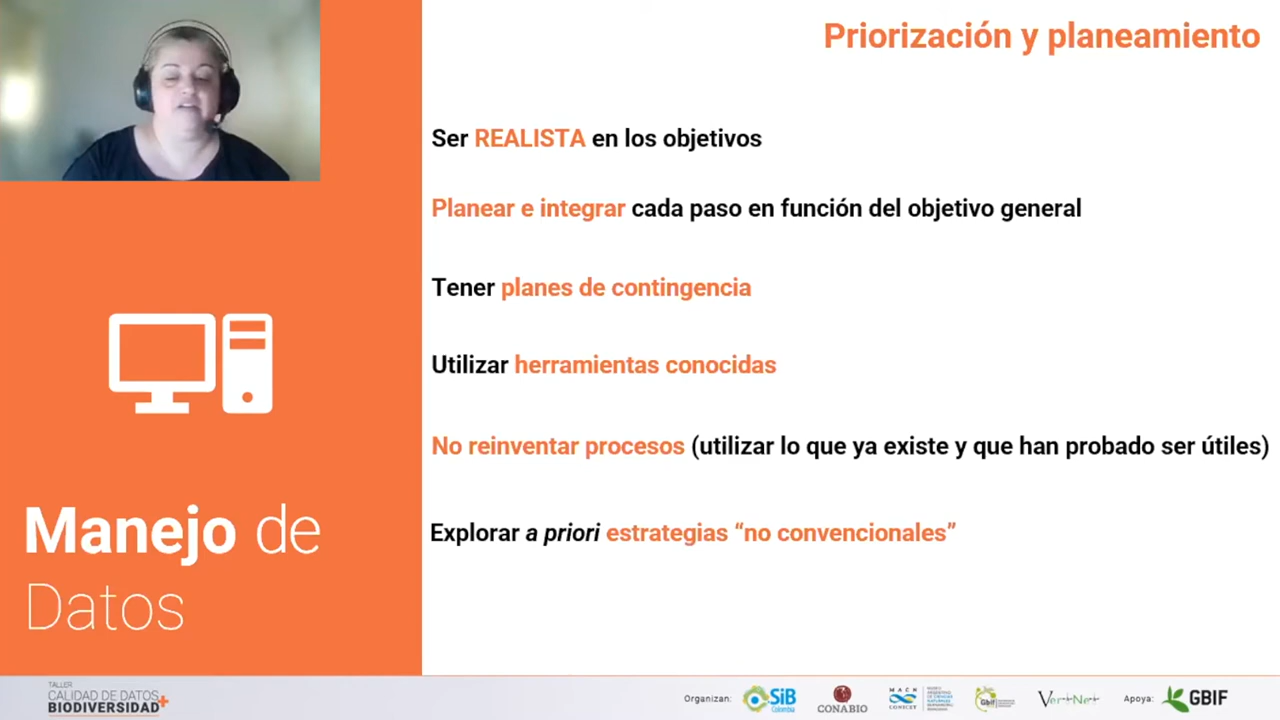 Priorización y planeamiento
Ser REALISTA en los objetivos
Planear e integrar cada paso en función del objetivo general
Tener planes de contingencia
Utilizar herramientas conocidas
No reinventar procesos (utilizar lo que ya existe y que han probado ser útiles)
Explorar a priori estrategias “no convencionales”
Manejo de
Datos
TALLER
CALIDAD DE DATOS
BIODIVERSIDAD+
Organizan:
SiB
Colombia
CONABIO
MACN
CONICET
Gbif
VertNet
Apoya:
GBIF